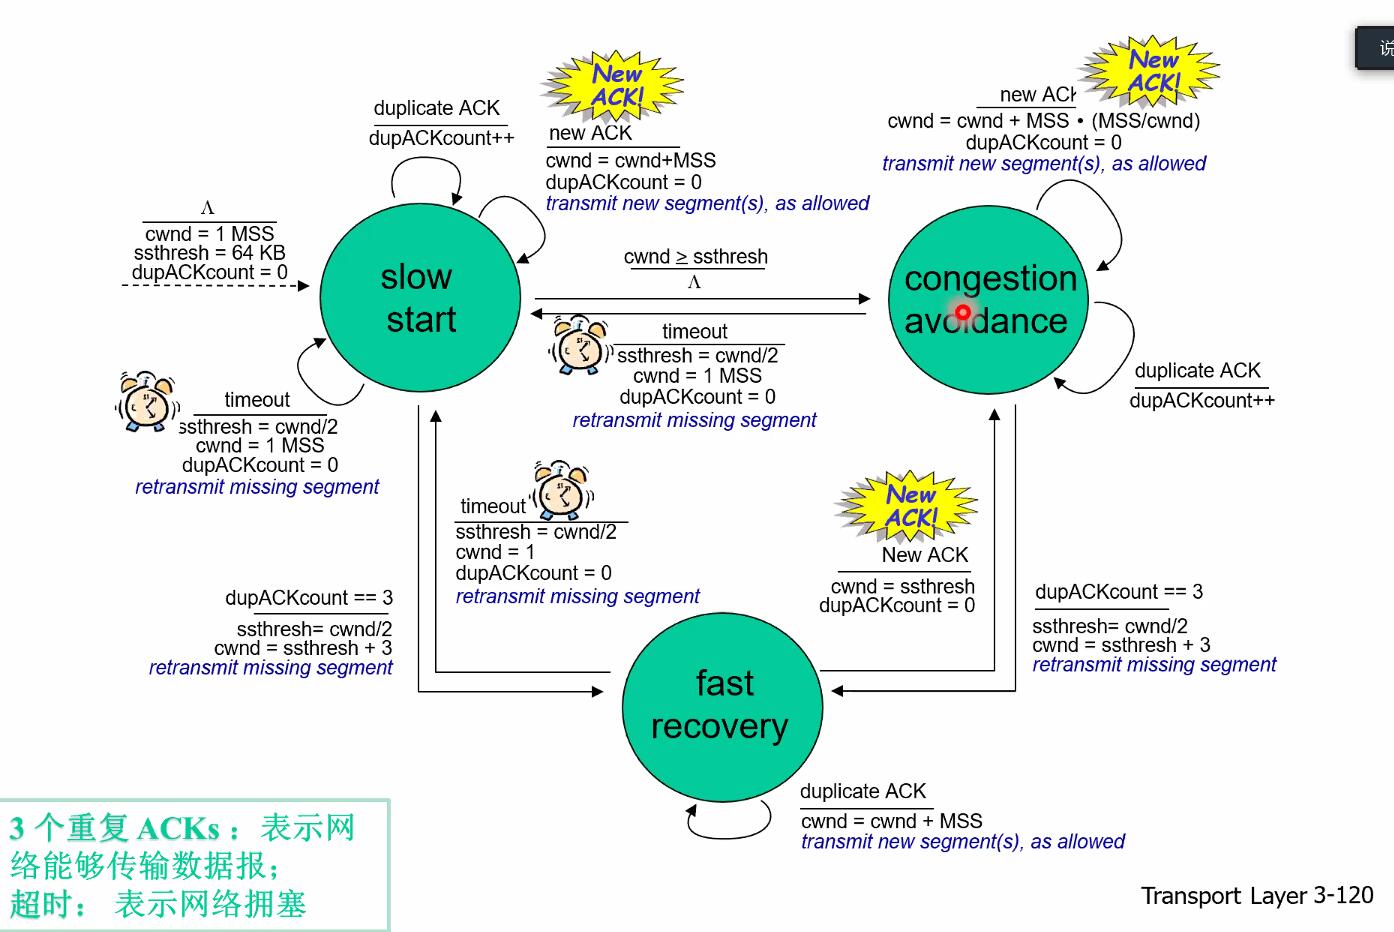 New
ACK!
New
ACK!
说
duplicate ACK
dupACKcount++
new ACK
cwnd = cwnd+MSS
dupACKcount = 0
transmit new segment(s), as allowed
new ACK
cwnd = cwnd + MSS • (MSS/cwnd)
dupACKcount = 0
transmit new segment(s), as allowed
Λ
cwnd = 1 MSS
ssthresh = 64 KB
dupACKcount = 0
slow
start
cwnd ≥ ssthresh
Λ
congestion
avoidance
timeout
ssthresh = cwnd/2
cwnd = 1 MSS
dupACKcount = 0
retransmit missing segment
duplicate ACK
dupACKcount++
timeout
ssthresh = cwnd/2
cwnd = 1 MSS
dupACKcount = 0
retransmit missing segment
timeout
ssthresh = cwnd/2
cwnd = 1
dupACKcount = 0
retransmit missing segment
New
ACK!
New ACK
cwnd = ssthresh
dupACKcount = 0
dupACKcount == 3
ssthresh= cwnd/2
cwnd = ssthresh + 3
retransmit missing segment
dupACKcount == 3
ssthresh= cwnd/2
cwnd = ssthresh + 3
retransmit missing segment
fast
recovery
duplicate ACK
cwnd = cwnd + MSS
transmit new segment(s), as allowed
3 个重复 ACKs： 表示网
络能够传输数据报；
超时： 表示网络拥塞
Transport Layer 3-120